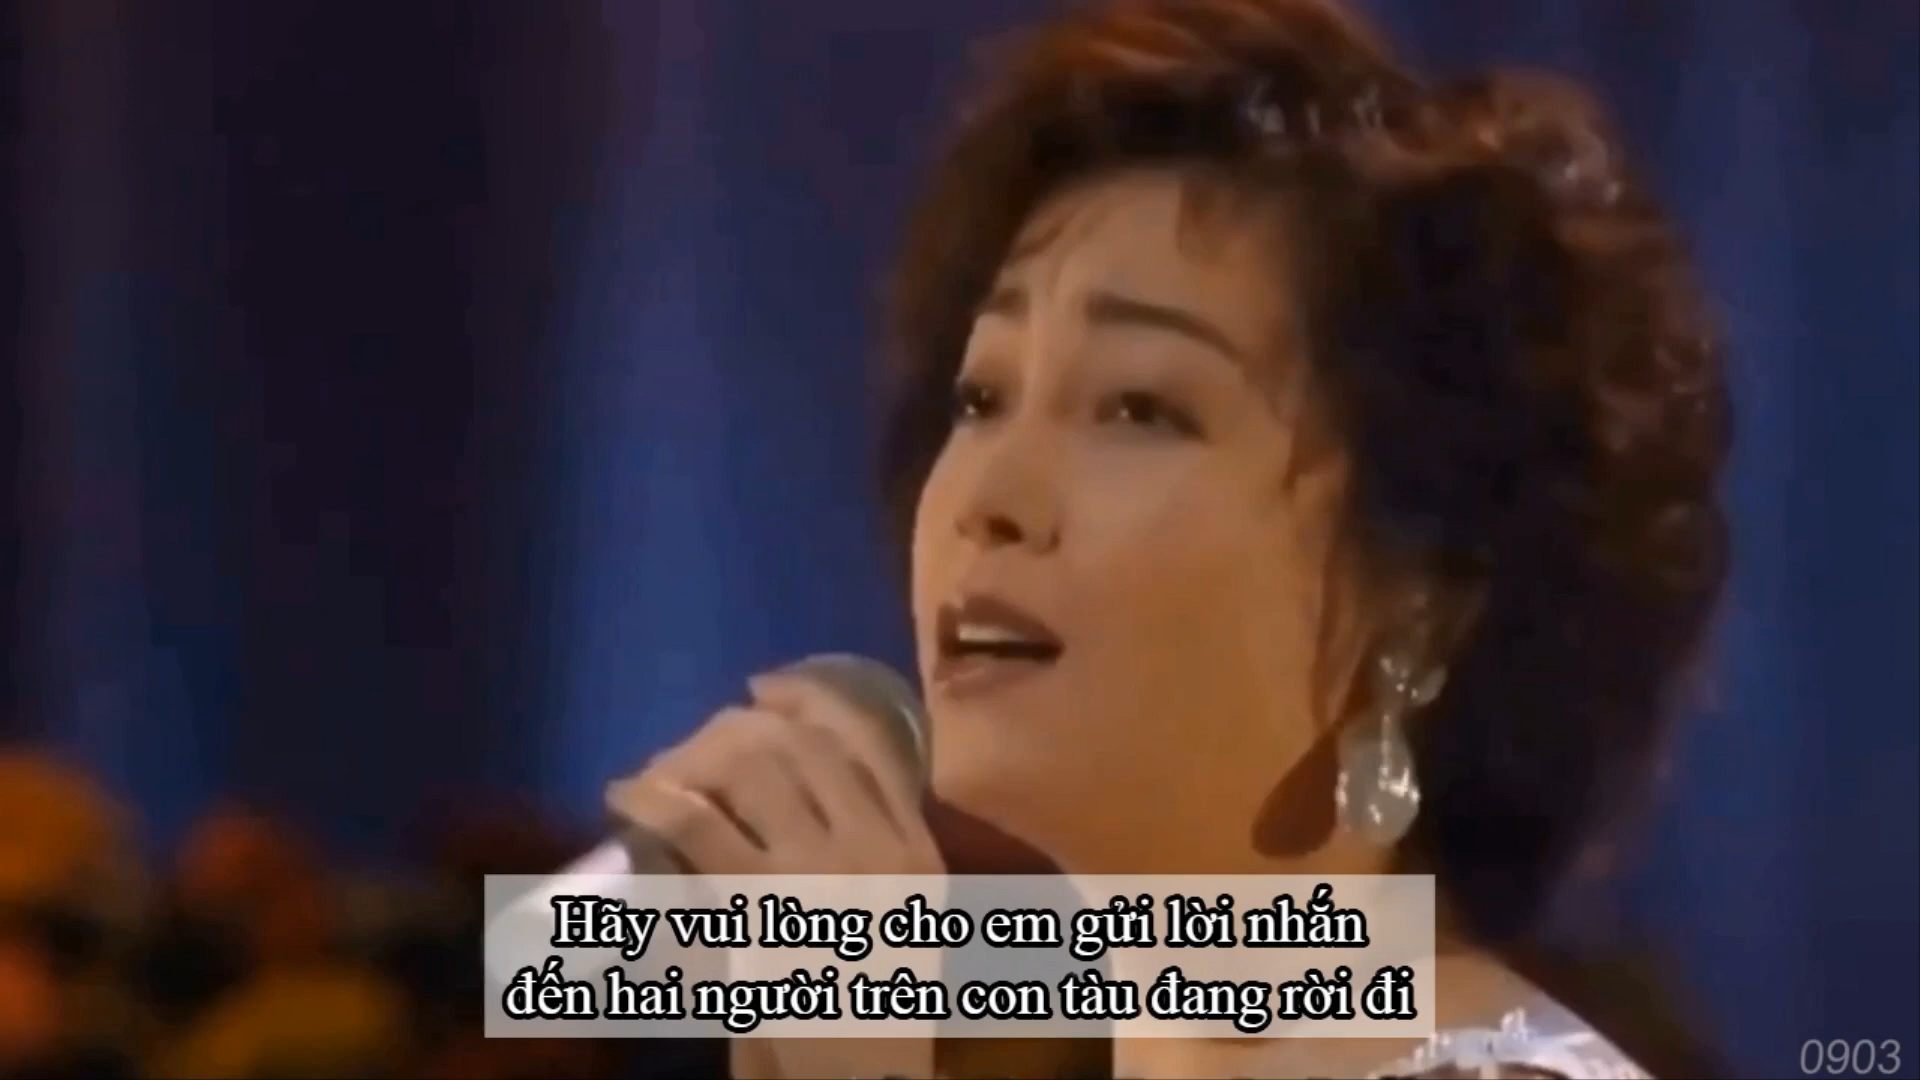 Hãy vui lòng cho em gửi lời nhắn
đến hai người trên con tàu đang rời đi
0903